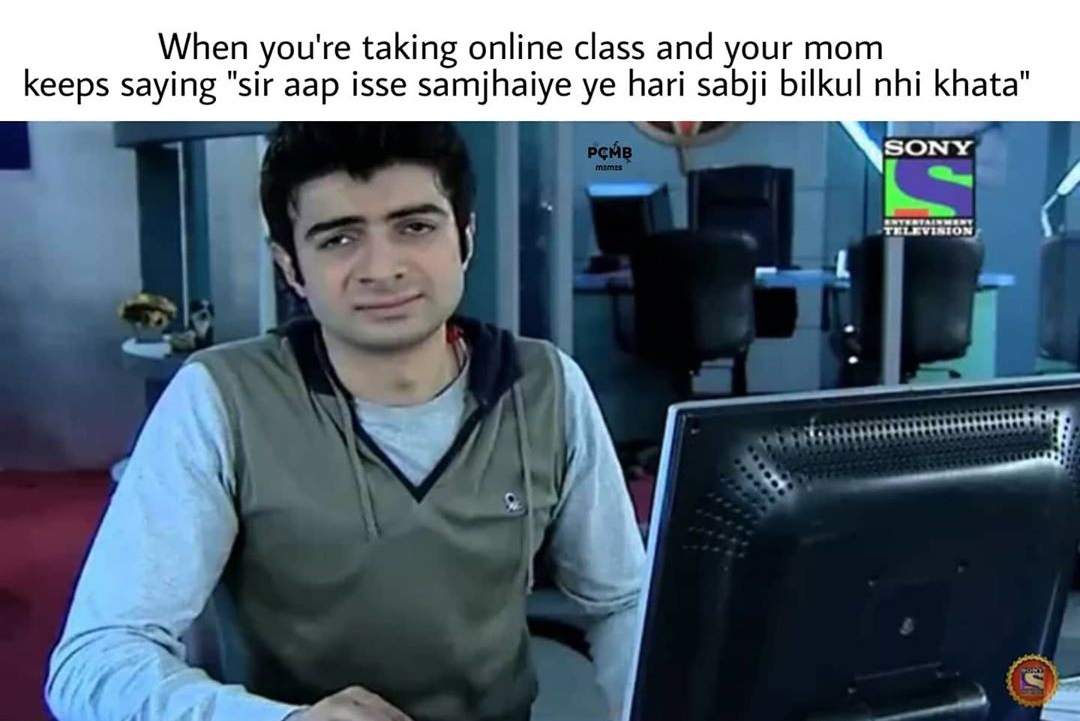 When you're taking online class and your mom
keeps saying "sir aap isse samjhaiye ye hari sabji bilkul nhi khata"
PCMB
memes
SONY
ENTERTAINMENT
TELEVISION
SONY